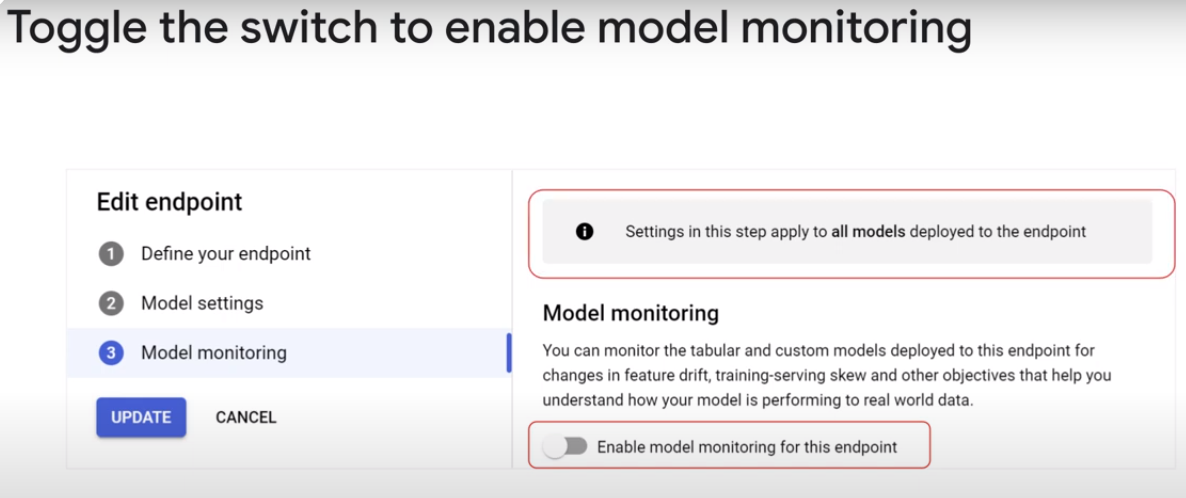 Toggle the switch to enable model monitoring
Edit endpoint
1 Define your endpoint
2 Model settings
3 Model monitoring
UPDATE CANCEL
Settings in this step apply to all models deployed to the endpoint
Model monitoring
You can monitor the tabular and custom models deployed to this endpoint for
changes in feature drift, training-serving skew and other objectives that help you
understand how your model is performing to real world data.
Enable model monitoring for this endpoint